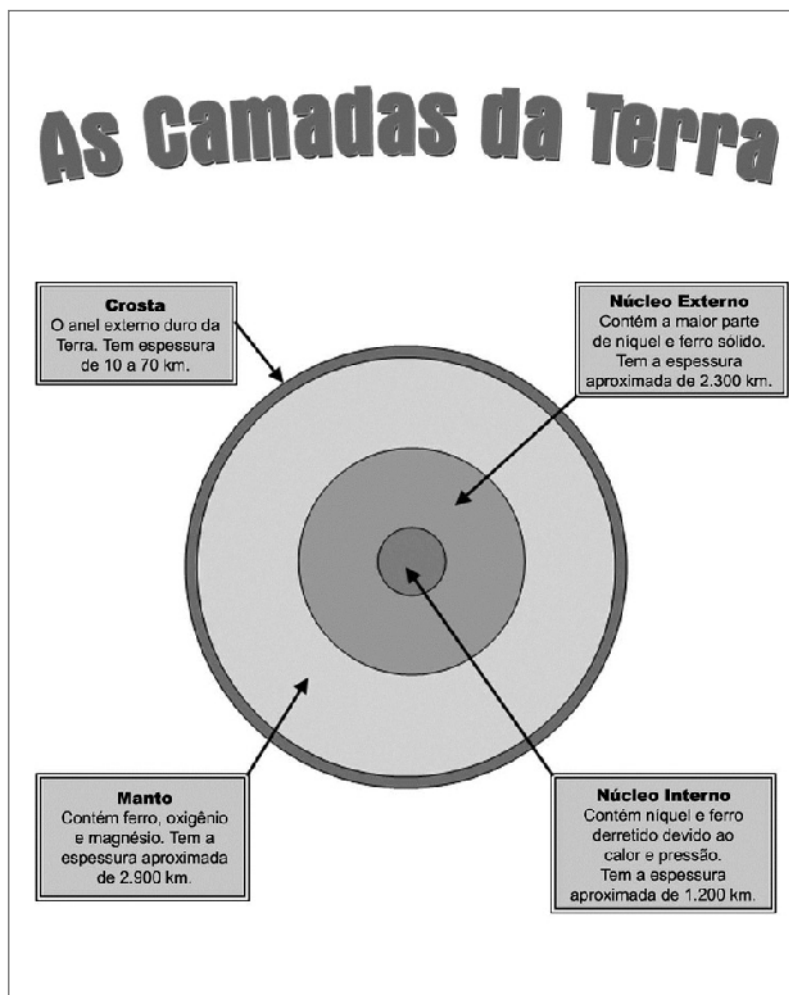 As Camadas da Terra
Crosta
O anel externo duro da
Terra. Tem espessura
de 10 a 70 km.
Núcleo Externo
Contém a maior parte
de níquel e ferro sólido.
Tem a espessura
aproximada de 2.300 km.
Manto
Contém ferro, oxigênio
e magnésio. Tem a
espessura aproximada
de 2.900 km.
Núcleo Interno
Contém níquel e ferro
derretido devido ao
calor e pressão.
Tem a espessura
aproximada de 1.200 km.